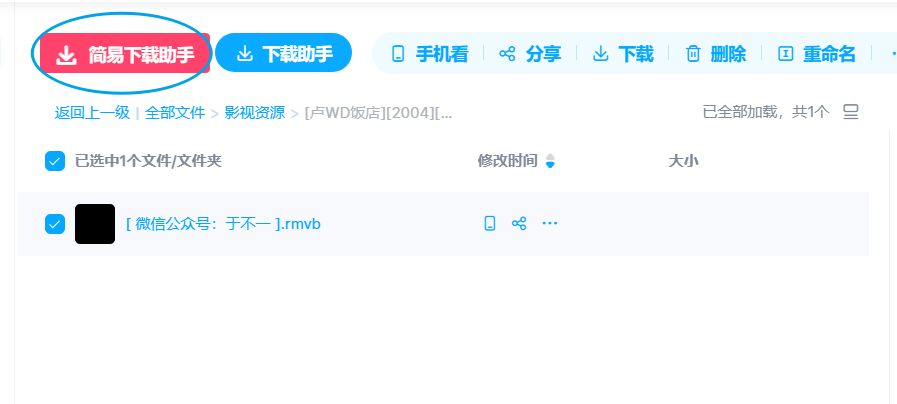 简易下载助手 下载助手 手机看 分享 下载 删除 重命名
返回上一级 | 全部文件 > 影视资源 > [卢WD饭店][2004][... 已全部加载，共1个
已选中1个文件/文件夹 修改时间 大小
[ 微信公众号：于不一 ].rmvb ···